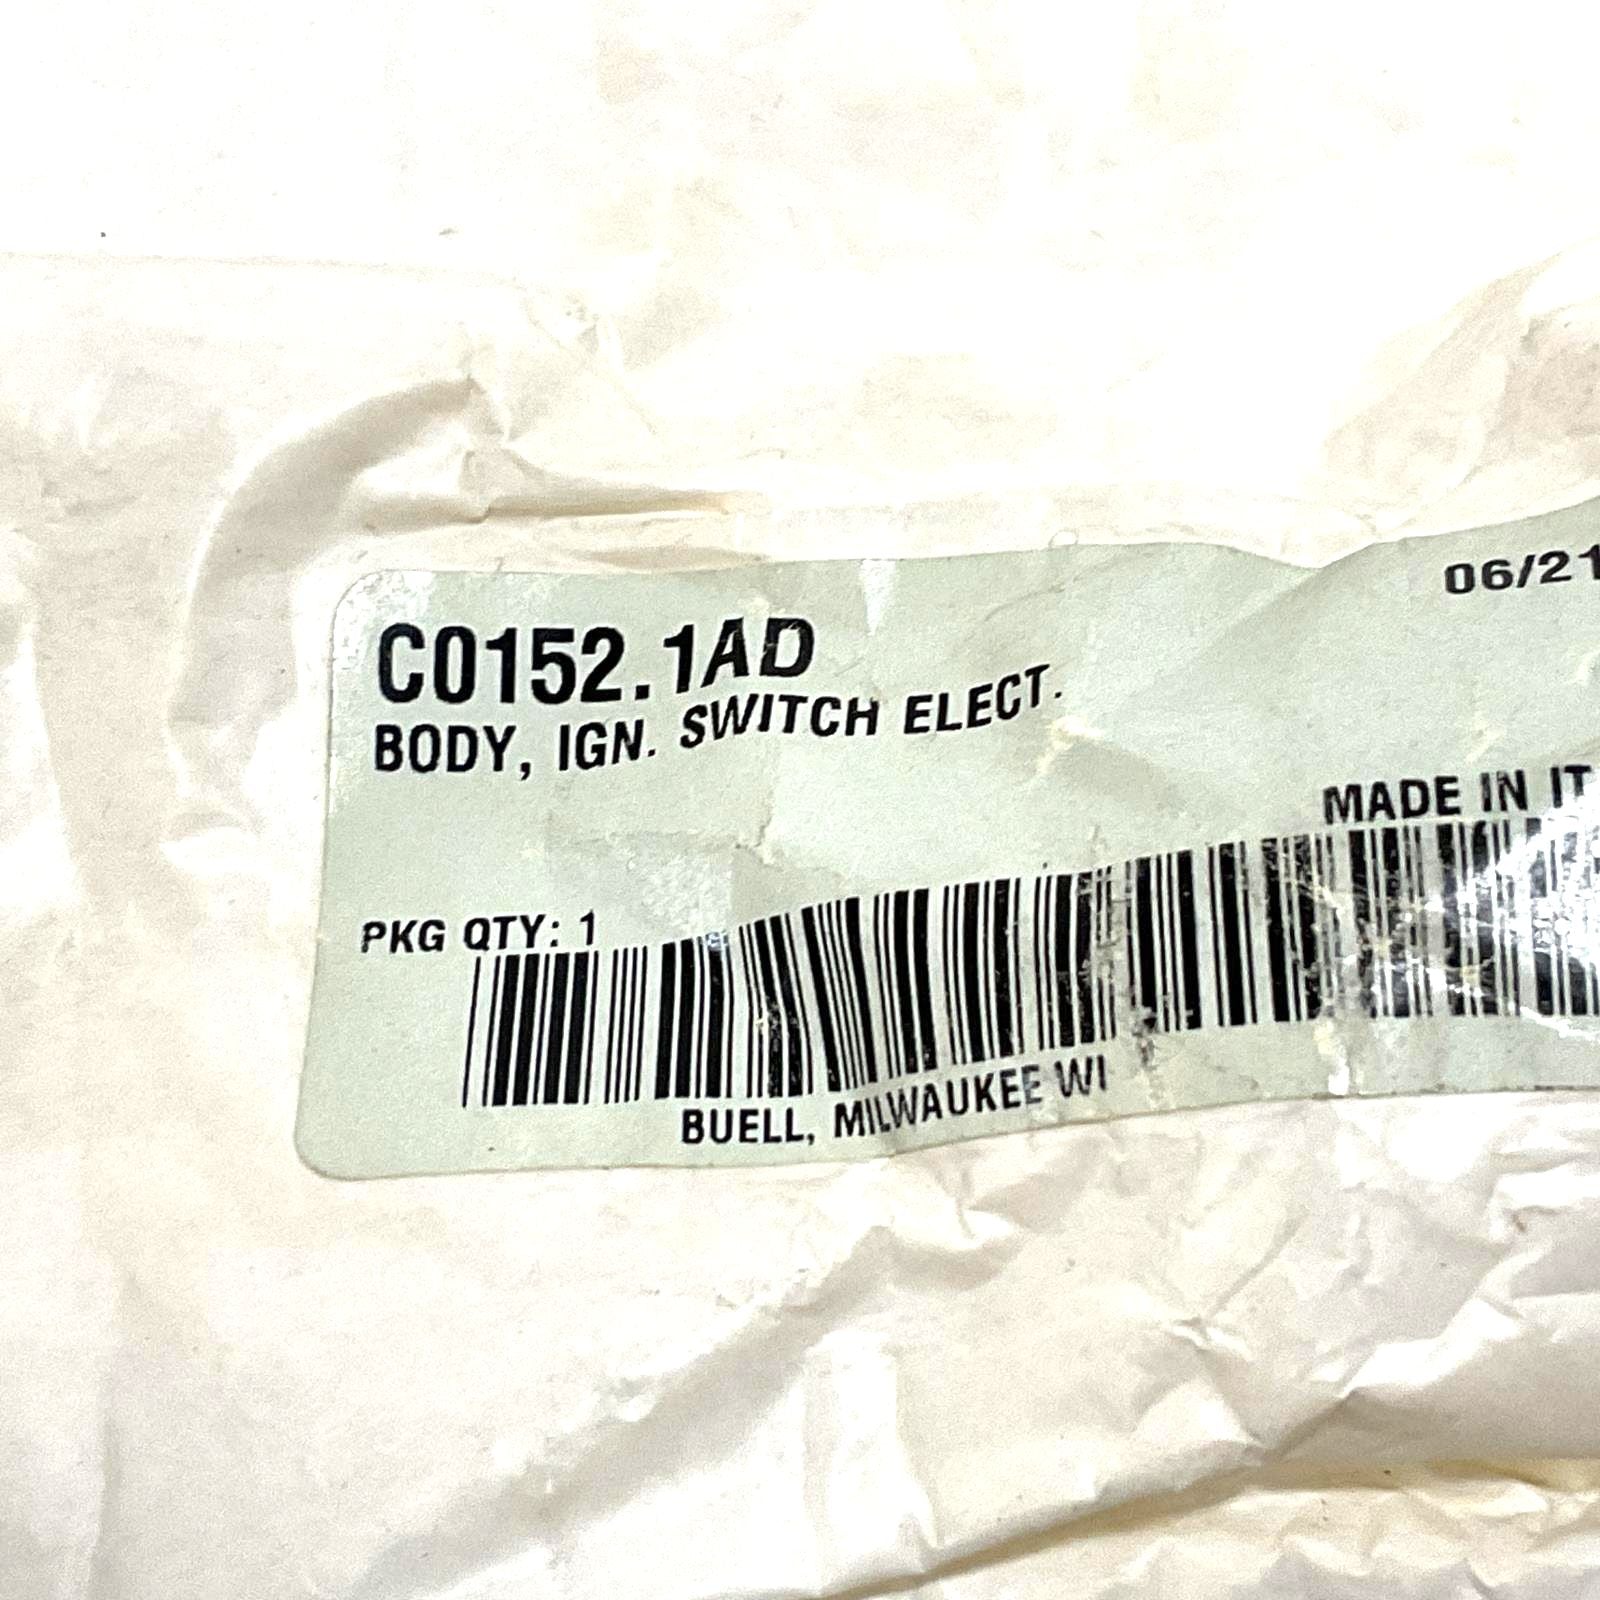 06/21
C0152.1AD
BODY, IGN. SWITCH ELECT.
MADE IN IT
PKG QTY: 1
BUELL, MILWAUKEE WI